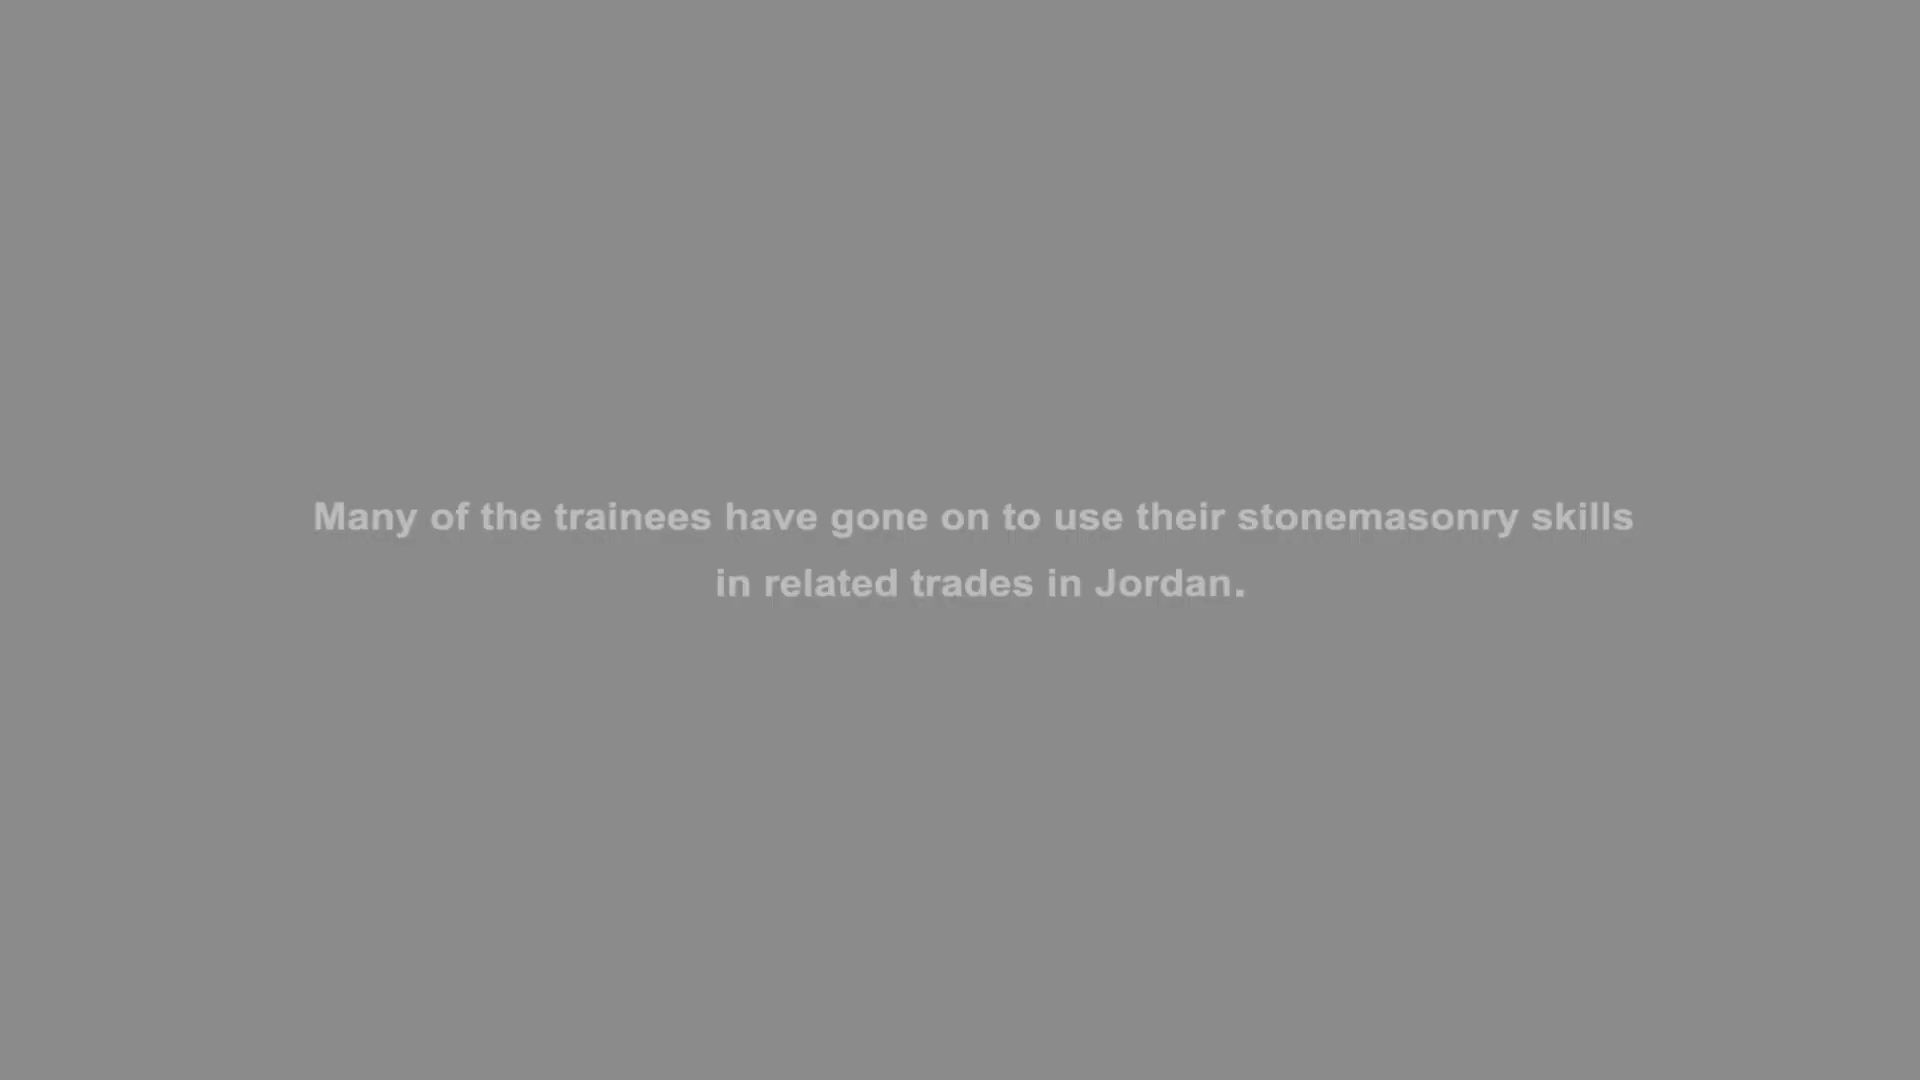 Many of the trainees have gone on to use their stonemasonry skills
in related trades in Jordan.